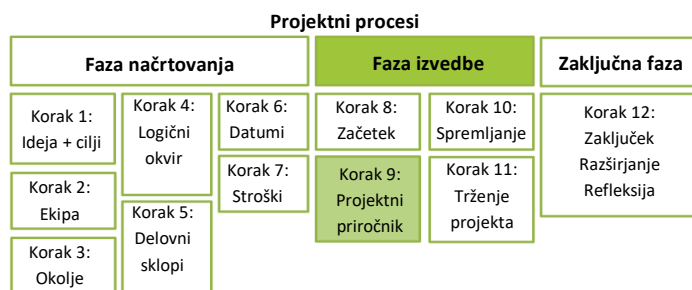 Projektni procesi
Faza načrtovanja
Faza izvedbe
Zaključna faza
Korak 1:
Ideja + cilji
Korak 2:
Ekipa
Korak 3:
Okolje
Korak 4:
Logični
okvir
Korak 5:
Delovni
sklopi
Korak 6:
Datumi
Korak 7:
Stroški
Korak 8:
Začetek
Korak 9:
Projektni
priročnik
Korak 10:
Spremljanje
Korak 11:
Trženje
projekta
Korak 12:
Zaključek
Razširjanje
Refleksija